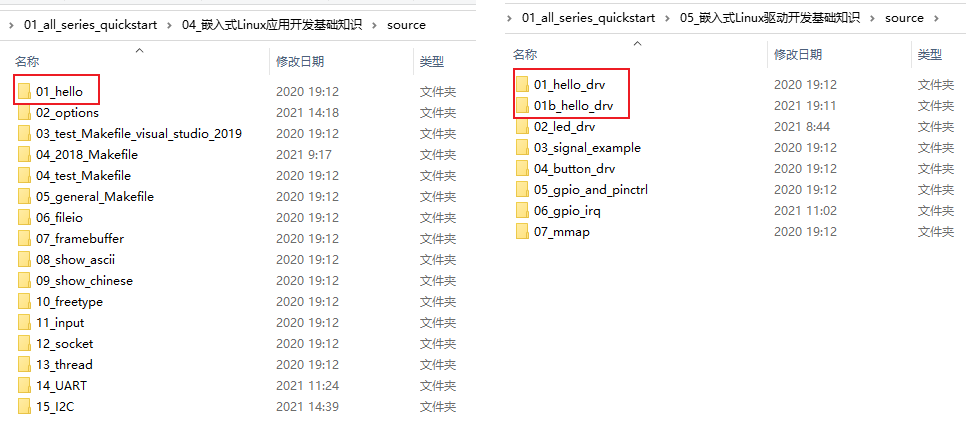 01_all_series_quickstart > 04_嵌入式Linux应用开发基础知识 > source
名称 修改日期 类型
01_hello 2020 19:12 文件夹
02_options 2021 14:18 文件夹
03_test_Makefile_visual_studio_2019 2020 19:12 文件夹
04_2018_Makefile 2021 9:17 文件夹
04_test_Makefile 2020 19:12 文件夹
05_general_Makefile 2020 19:12 文件夹
06_fileio 2020 19:12 文件夹
07_framebuffer 2020 19:12 文件夹
08_show_ascii 2020 19:12 文件夹
09_show_chinese 2020 19:12 文件夹
10_freetype 2020 19:12 文件夹
11_input 2020 19:12 文件夹
12_socket 2020 19:12 文件夹
13_thread 2020 19:12 文件夹
14_UART 2021 11:24 文件夹
15_I2C 2021 14:39 文件夹
01_all_series_quickstart > 05_嵌入式Linux驱动开发基础知识 > source >
名称 修改日期 类型
01_hello_drv 2020 19:12 文件夹
01b_hello_drv 2021 19:11 文件夹
02_led_drv 2021 8:44 文件夹
03_signal_example 2020 19:12 文件夹
04_button_drv 2020 19:12 文件夹
05_gpio_and_pinctrl 2020 19:12 文件夹
06_gpio_irq 2021 11:02 文件夹
07_mmap 2020 19:12 文件夹